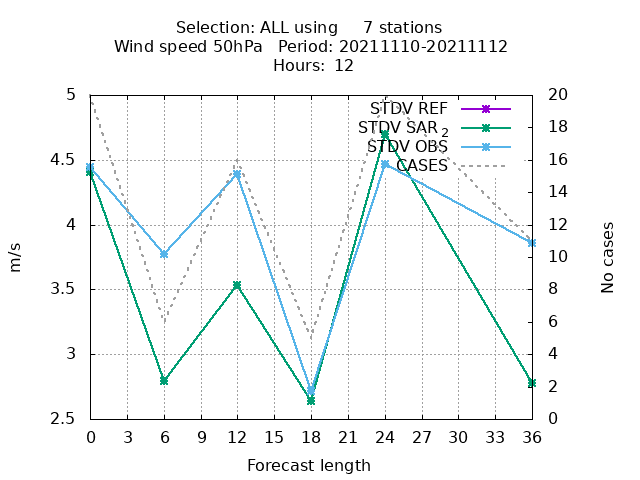 Selection: ALL using     7 stations
Wind speed 50hPa   Period: 20211110-20211112
Hours: 12
5
4.5
4
3.5
3
2.5
m/s
20
18
16
14
12
10
8
6
4
2
0
No cases
STDV REF
STDV SAR 2
STDV OBS
CASES
0 3 6 9 12 15 18 21 24 27 30 33 36
Forecast length